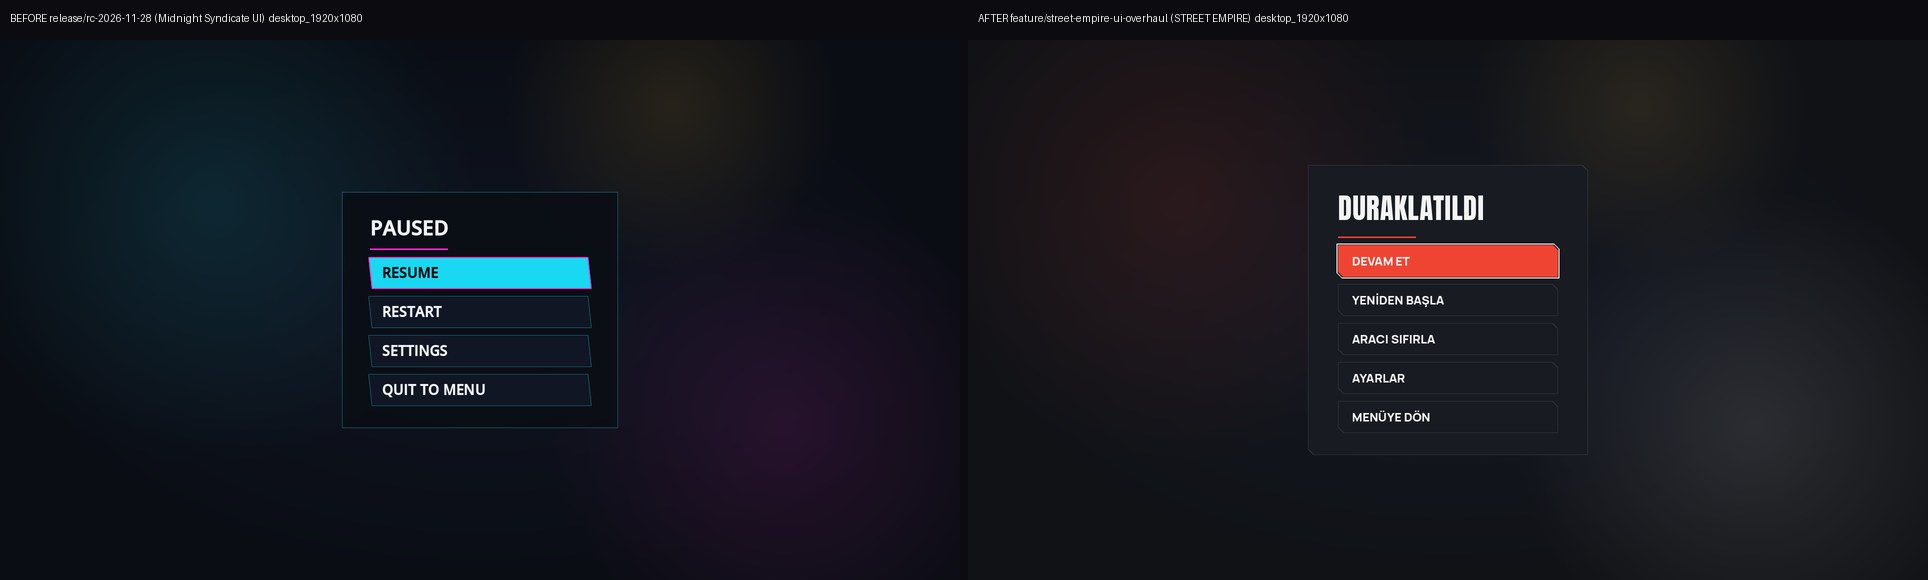 BEFORE release/rc-2026-11-28 (Midnight Syndicate UI) desktop_1920x1080
PAUSED
RESUME
RESTART
SETTINGS
QUIT TO MENU
AFTER feature/street-empire-ui-overhaul (STREET EMPIRE) desktop_1920x1080
DURAKLATILDI
DEVAM ET
YENİDEN BAŞLA
ARACI SIFIRLA
AYARLAR
MENÜYE DÖN